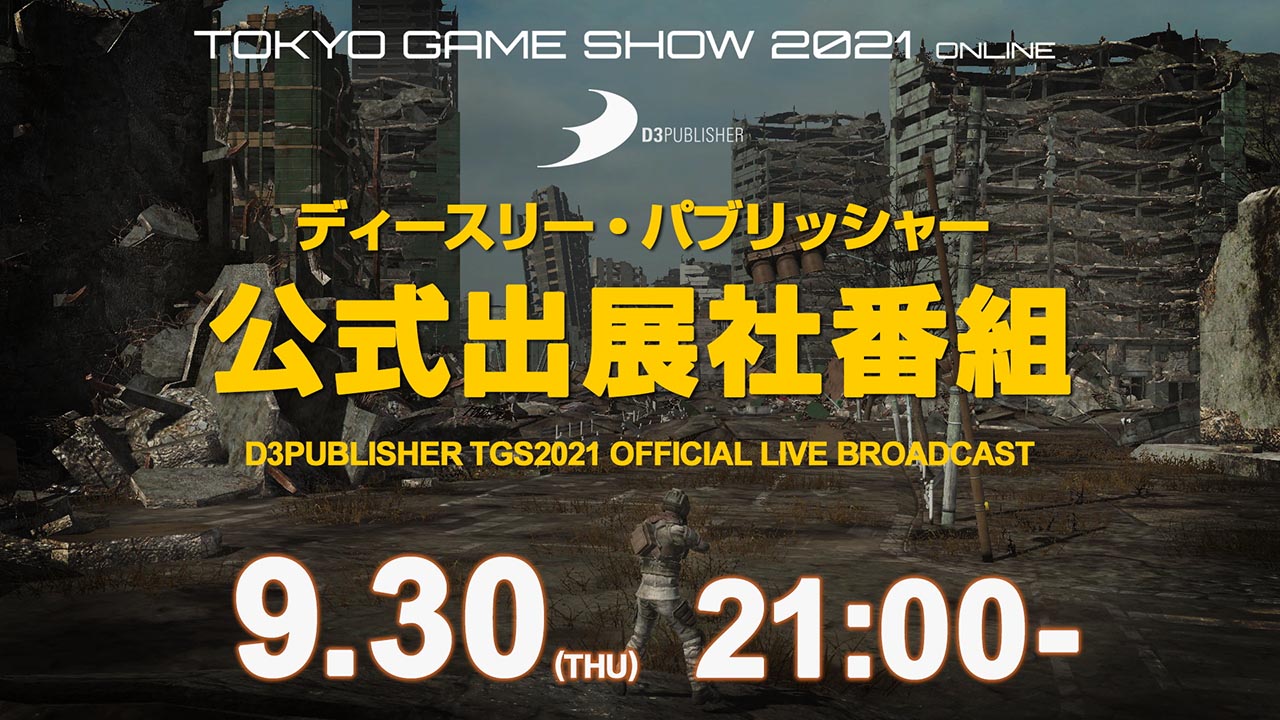 TOKYO GAME SHOW 2021 ONLINE
D3PUBLISHER
ディースリー・パブリッシャー
公式出展社番組
D3PUBLISHER TGS2021 OFFICIAL LIVE BROADCAST
9.30 (THU) 21:00-